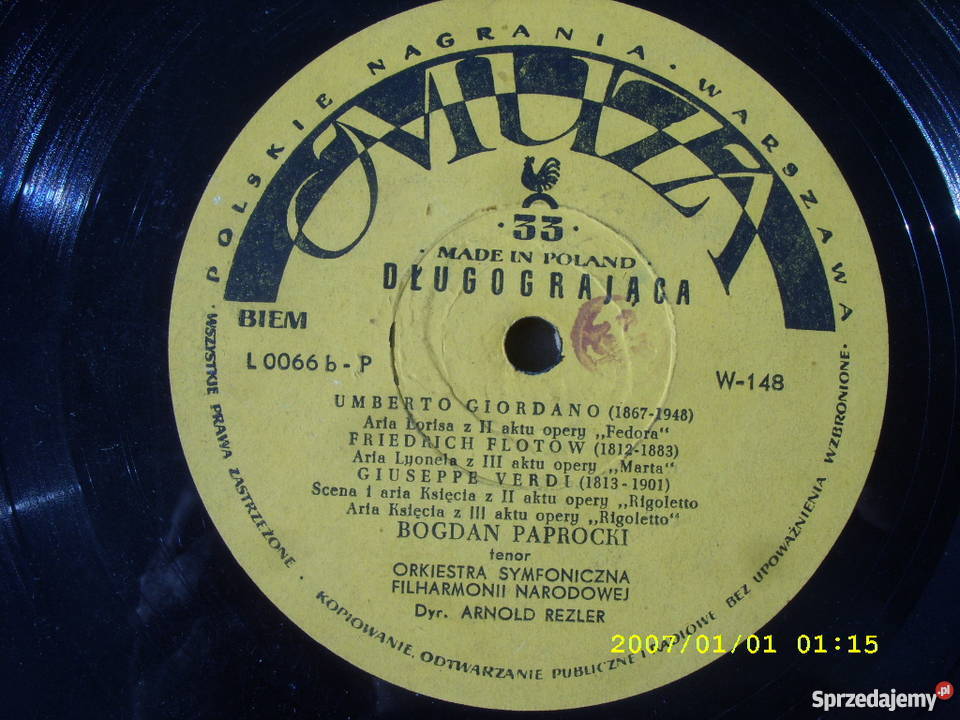 POLSKIE NAGRANIA · WARSZAWA
MUZA
· 33 ·
· MADE IN POLAND ·
DŁUGOGRAJĄCA
BIEM
L 0066 b - P
W-148
UMBERTO GIORDANO (1867-1948)
Aria Lorisa z II aktu opery „Fedora“
FRIEDRICH FLOTOW (1812-1883)
Aria Lyonela z III aktu opery „Marta“
GIUSEPPE VERDI (1813-1901)
Scena i aria Księcia z II aktu opery „Rigoletto
Aria Księcia z III aktu opery „Rigoletto“
BOGDAN PAPROCKI
tenor
ORKIESTRA SYMFONICZNA
FILHARMONII NARODOWEJ
Dyr. ARNOLD REZLER
· WSZYSTKIE PRAWA ZASTRZEŻONE · KOPIOWANIE, ODTWARZANIE PUBLICZNE I RADIOWE BEZ UPOWAŻNIENIA WZBRONIONE ·
2007/01/01 01:15
Sprzedajemy.pl